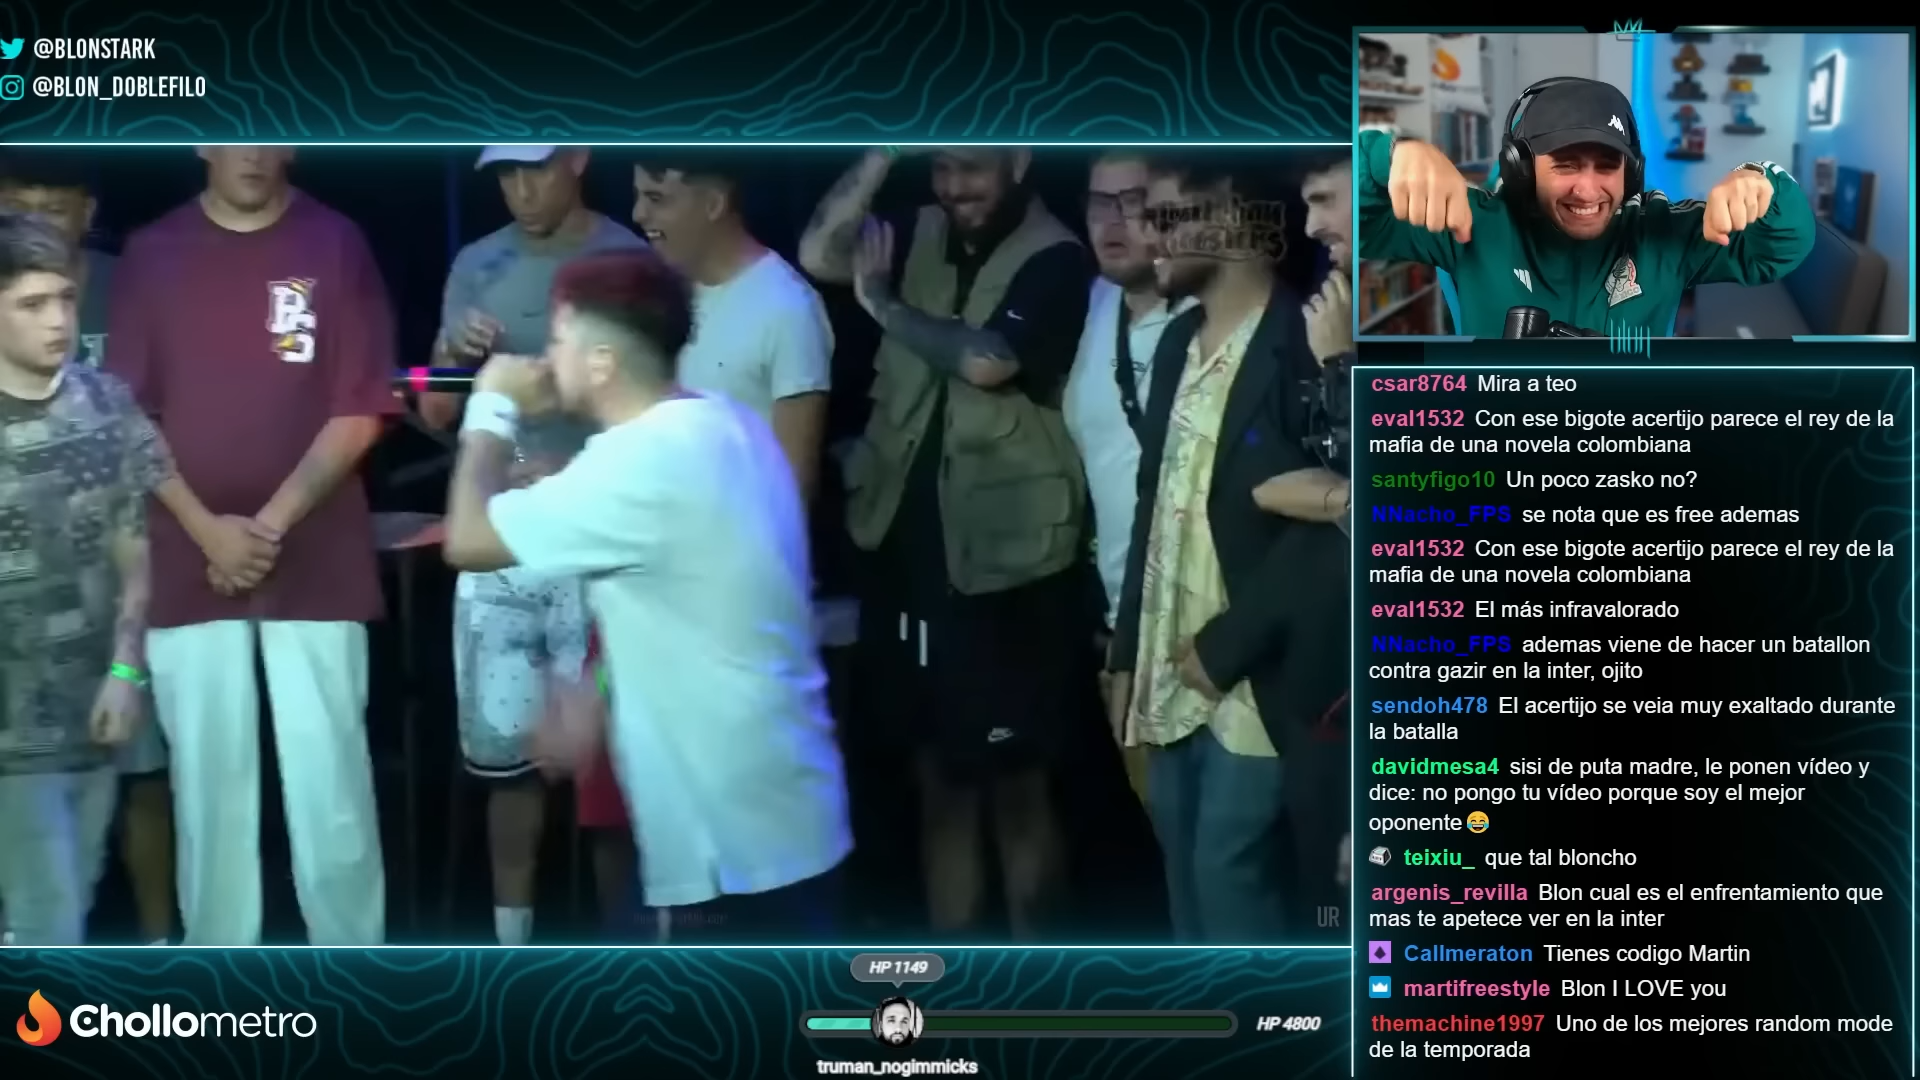 @BLONSTARK
@BLON_DOBLEFILO
csar8764 Mira a teo
eval1532 Con ese bigote acertijo parece el rey de la
mafia de una novela colombiana
santyfigo10 Un poco zasko no?
NNacho_FPS se nota que es free ademas
eval1532 Con ese bigote acertijo parece el rey de la
mafia de una novela colombiana
eval1532 El más infravalorado
NNacho_FPS ademas viene de hacer un batallon
contra gazir en la inter, ojito
sendoh478 El acertijo se veia muy exaltado durante
la batalla
davidmesa4 sisi de puta madre, le ponen vídeo y
dice: no pongo tu vídeo porque soy el mejor
oponente😂
teixiu_ que tal bloncho
argenis_revilla Blon cual es el enfrentamiento que
mas te apetece ver en la inter
Callmeraton Tienes codigo Martin
martifreestyle Blon I LOVE you
themachine1997 Uno de los mejores random mode
de la temporada
UR
Chollometro
HP 1149
HP 4800
truman_nogimmicks